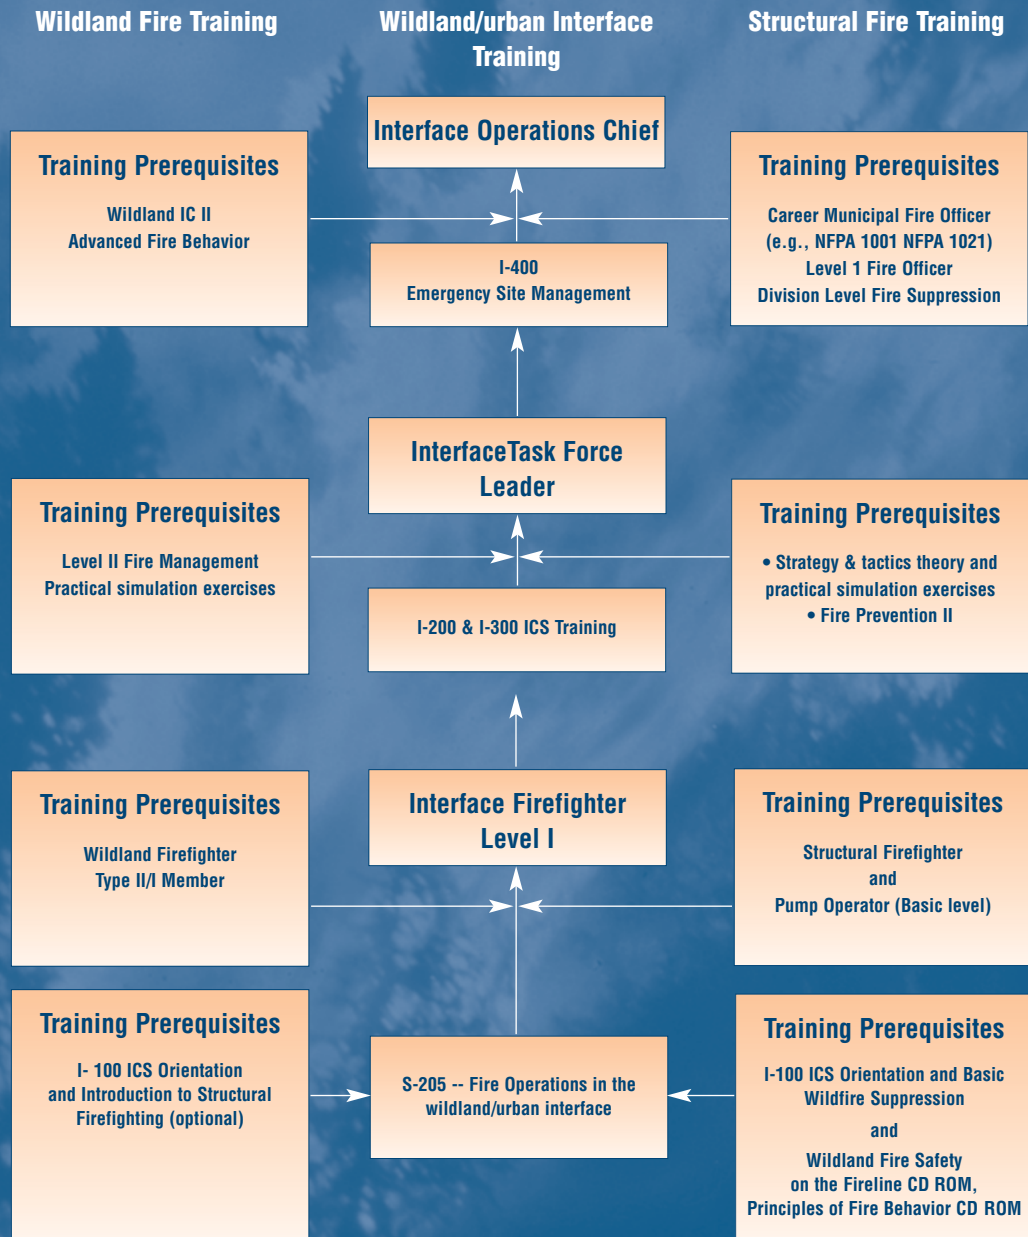 Wildland Fire Training
Wildland/urban Interface
Training
Structural Fire Training
Interface Operations Chief
Training Prerequisites
Wildland IC II
Advanced Fire Behavior
Training Prerequisites
Career Municipal Fire Officer
(e.g., NFPA 1001 NFPA 1021)
Level 1 Fire Officer
Division Level Fire Suppression
I-400
Emergency Site Management
InterfaceTask Force
Leader
Training Prerequisites
Level II Fire Management
Practical simulation exercises
Training Prerequisites
• Strategy & tactics theory and
practical simulation exercises
• Fire Prevention II
I-200 & I-300 ICS Training
Interface Firefighter
Level I
Training Prerequisites
Wildland Firefighter
Type II/I Member
Training Prerequisites
Structural Firefighter
and
Pump Operator (Basic level)
Training Prerequisites
I- 100 ICS Orientation
and Introduction to Structural
Firefighting (optional)
S-205 -- Fire Operations in the
wildland/urban interface
Training Prerequisites
I-100 ICS Orientation and Basic
Wildfire Suppression
and
Wildland Fire Safety
on the Fireline CD ROM,
Principles of Fire Behavior CD ROM